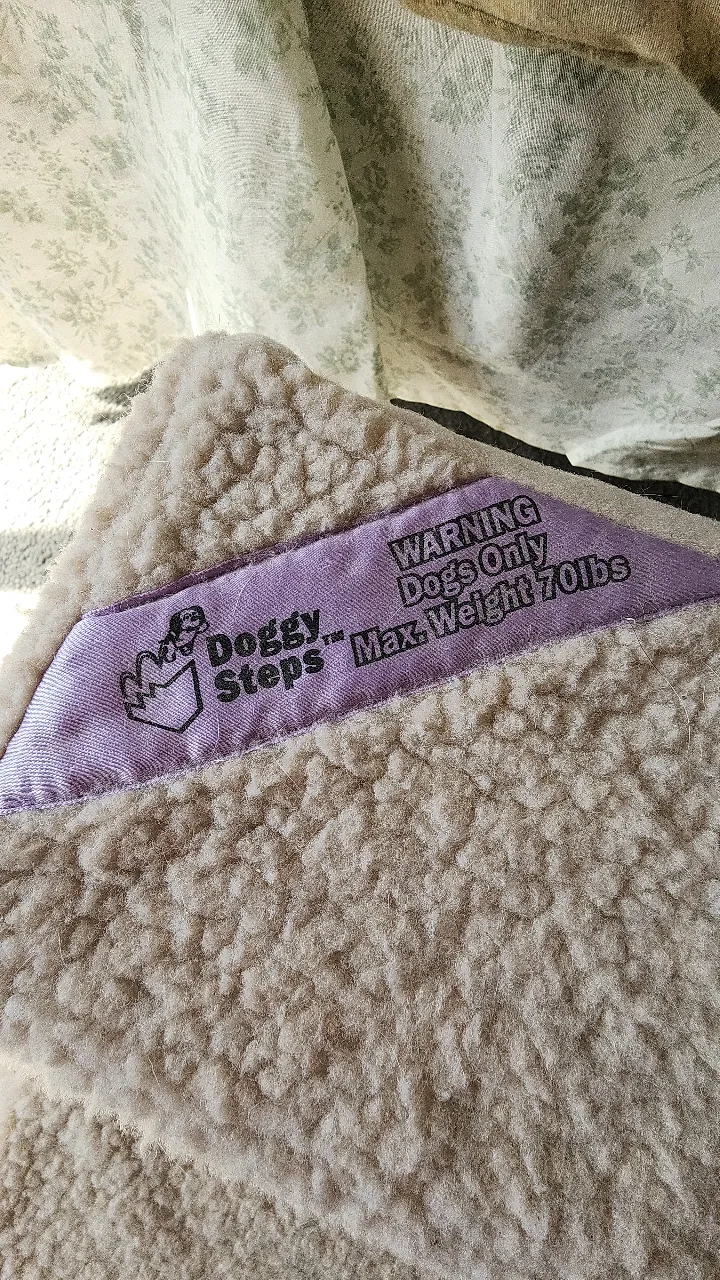 Doggy
Steps™
WARNING
Dogs Only
Max. Weight 70lbs